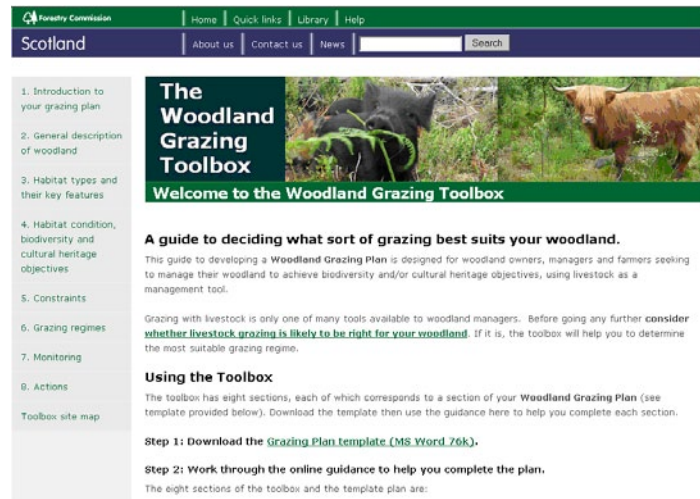 Forestry Commission
Home
Quick links
Library
Help
Scotland
About us
Contact us
News
Search
1. Introduction to
your grazing plan
2. General description
of woodland
3. Habitat types and
their key features
4. Habitat condition,
biodiversity and
cultural heritage
objectives
5. Constraints
6. Grazing regimes
7. Monitoring
8. Actions
Toolbox site map
The
Woodland
Grazing
Toolbox
Welcome to the Woodland Grazing Toolbox
A guide to deciding what sort of grazing best suits your woodland.
This guide to developing a Woodland Grazing Plan is designed for woodland owners, managers and farmers seeking
to manage their woodland to achieve biodiversity and/or cultural heritage objectives, using livestock as a
management tool.
Grazing with livestock is only one of many tools available to woodland managers. Before going any further consider
whether livestock grazing is likely to be right for your woodland. If it is, the toolbox will help you to determine
the most suitable grazing regime.
Using the Toolbox
The toolbox has eight sections, each of which corresponds to a section of your Woodland Grazing Plan (see
template provided below). Download the template then use the guidance here to help you complete each section.
Step 1: Download the Grazing Plan template (MS Word 76k).
Step 2: Work through the online guidance to help you complete the plan.
The eight sections of the toolbox and the template plan are: